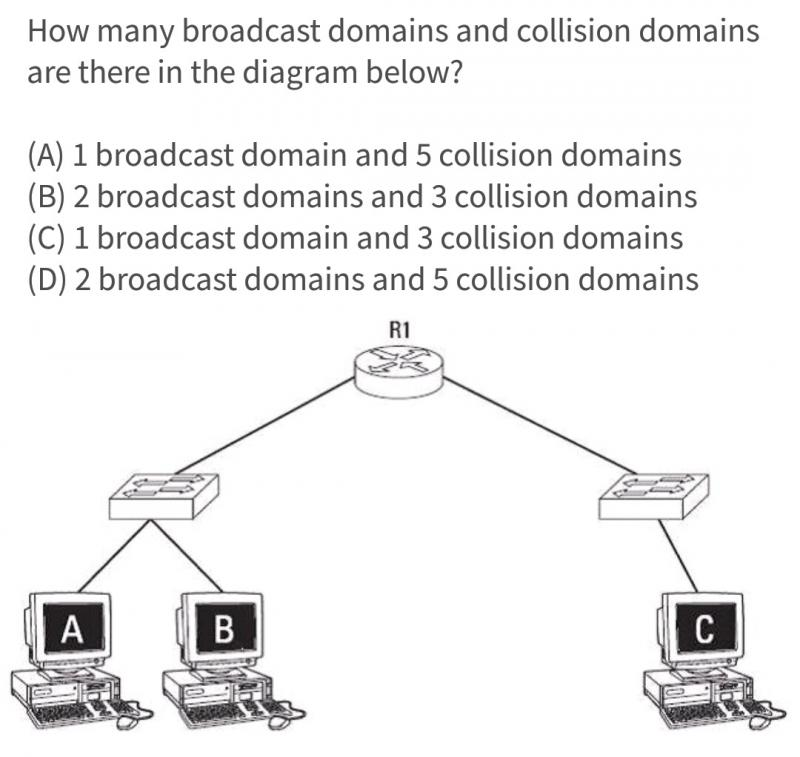 How many broadcast domains and collision domains
are there in the diagram below?
(A) 1 broadcast domain and 5 collision domains
(B) 2 broadcast domains and 3 collision domains
(C) 1 broadcast domain and 3 collision domains
(D) 2 broadcast domains and 5 collision domains
R1
A
B
C